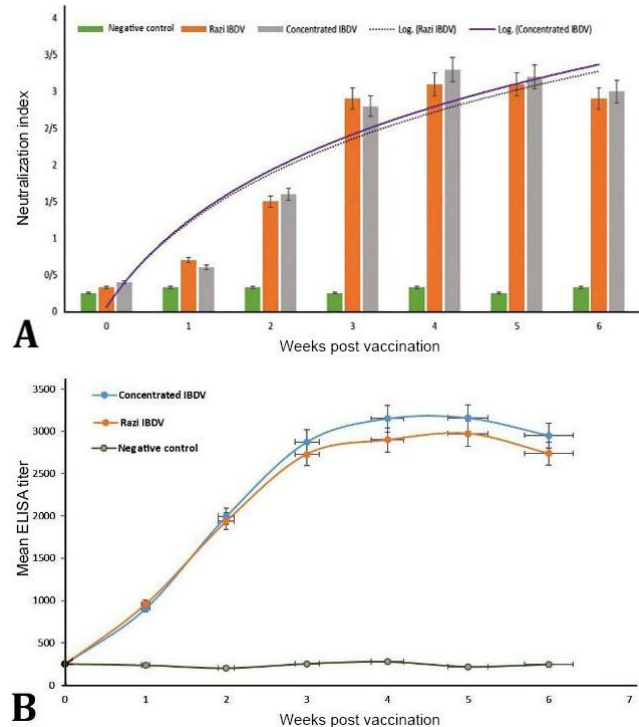 4
Negative control Razi IBDV Concentrated IBDV Log. (Razi IBDV) Log. (Concentrated IBDV)
3/5
3
2/5
2
1/5
1
0/5
0
Neutralization index
0 1 2 3 4 5 6
Weeks post vaccination
A
3500
3000
2500
2000
1500
1000
500
0
Mean ELISA titer
Concentrated IBDV
Razi IBDV
Negative control
0 1 2 3 4 5 6 7
Weeks post vaccination
B